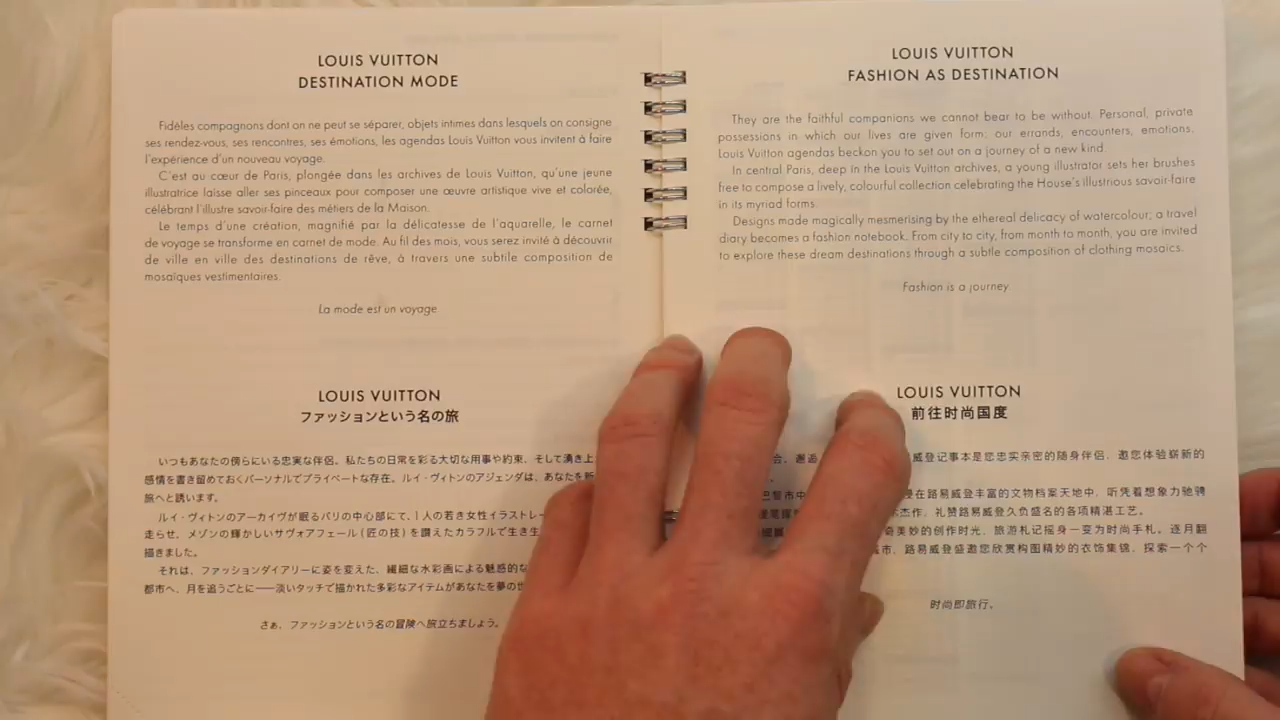 LOUIS VUITTON
DESTINATION MODE
Fidèles compagnons dont on ne peut se séparer, objets intimes dans lesquels on consigne
ses rendez-vous, ses rencontres, ses émotions, les agendas Louis Vuitton vous invitent à faire
l'expérience d'un nouveau voyage.
C'est au cœur de Paris, plongée dans les archives de Louis Vuitton, qu'une jeune
illustratrice laisse aller ses pinceaux pour composer une œuvre artistique vive et colorée,
célébrant l'illustre savoir-faire des métiers de la Maison.
Le temps d'une création, magnifié par la délicatesse de l'aquarelle, le carnet
de voyage se transforme en carnet de mode. Au fil des mois, vous serez invité à découvrir
de ville en ville des destinations de rêve, à travers une subtile composition de
mosaïques vestimentaires.
La mode est un voyage
LOUIS VUITTON
ファッションという名の旅
いつもあなたの傍らにいる忠実な伴侶。私たちの日常を彩る大切な用事や約束、そして湧き上
感情を書き留めておくパーソナルでプライベートな存在。ルイ・ヴィトンのアジェンダは、あなたを新
旅へと誘います。
ルイ・ヴィトンのアーカイヴが眠るパリの中心部にて、1人の若き女性イラストレー
走らせ、メゾンの輝かしいサヴォアフェール(匠の技)を讃えたカラフルで生き生
描きました。
それは、ファッションダイアリーに姿を変えた、繊細な水彩画による魅惑的な
都市へ、月を追うごとに──淡いタッチで描かれた多彩なアイテムがあなたを夢の世
さぁ、ファッションという名の冒険へ旅立ちましょう。
LOUIS VUITTON
FASHION AS DESTINATION
They are the faithful companions we cannot bear to be without. Personal, private
possessions in which our lives are given form: our errands, encounters, emotions,
Louis Vuitton agendas beckon you to set out on a journey of a new kind.
In central Paris, deep in the Louis Vuitton archives, a young illustrator sets her brushes
free to compose a lively, colourful collection celebrating the House's illustrious savoir-faire
in its myriad forms.
Designs made magically mesmerising by the ethereal delicacy of watercolour; a travel
diary becomes a fashion notebook. From city to city, from month to month, you are invited
to explore these dream destinations through a subtle composition of clothing mosaics.
Fashion is a journey
LOUIS VUITTON
前往时尚国度
会、邂逅 威登记事本是您忠实亲密的随身伴侣，邀您体验崭新的
巴黎市中 浸在路易威登丰富的文物档案天地中，听凭着想象力驰骋
杰作，礼赞路易威登久负盛名的各项精湛工艺。
奇美妙的创作时光，旅游札记摇身一变为时尚手札。逐月翻
城市，路易威登盛邀您欣赏构图精妙的衣饰集锦，探索一个个
时尚即旅行。